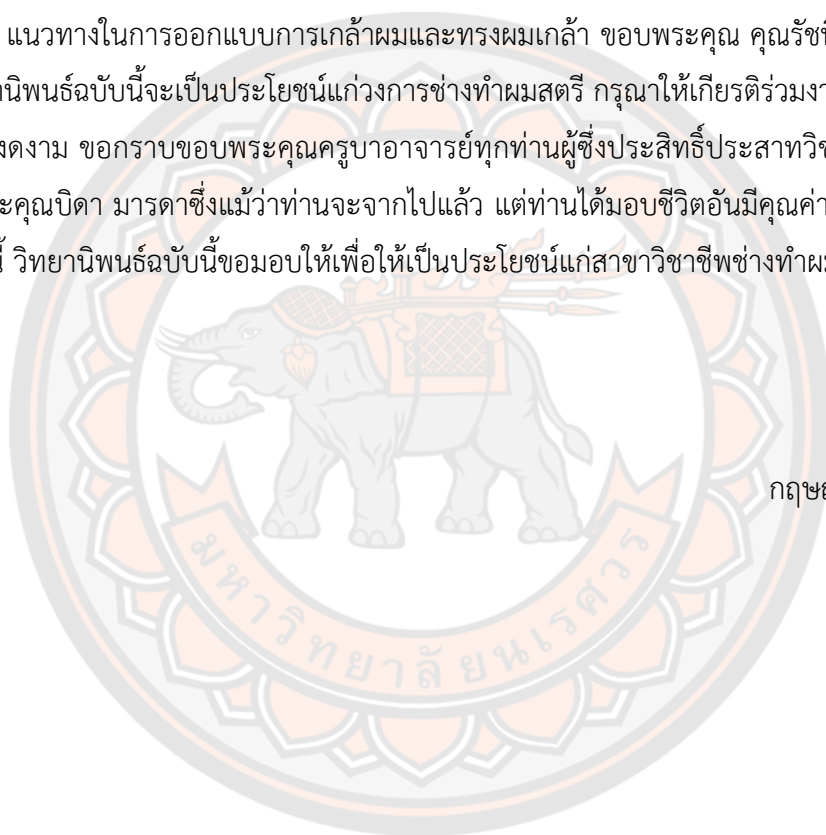 แนวทางในการออกแบบการเกล้าผมและทรงผมเกล้า ขอบพระคุณ
นิพนธ์ฉบับนี้จะเป็นประโยชน์แก่วงการช่างทำผมสตรี กรุณาให้เกียรติร่วม
งดงาม ขอกราบขอบพระคุณครูบาอาจารย์ทุกท่านผู้ซึ่งประสิทธิ์ประสาท
ะคุณบิดา มารดาซึ่งแม้ว่าท่านจะจากไปแล้ว แต่ท่านได้มอบชีวิตอันมีคุณค่า
้ วิทยานิพนธ์ฉบับนี้ขอมอบให้เพื่อให้เป็นประโยชน์แก่สาขาวิชาชีพช่างทำผม
มหาวิทยาลัยนเรศวร